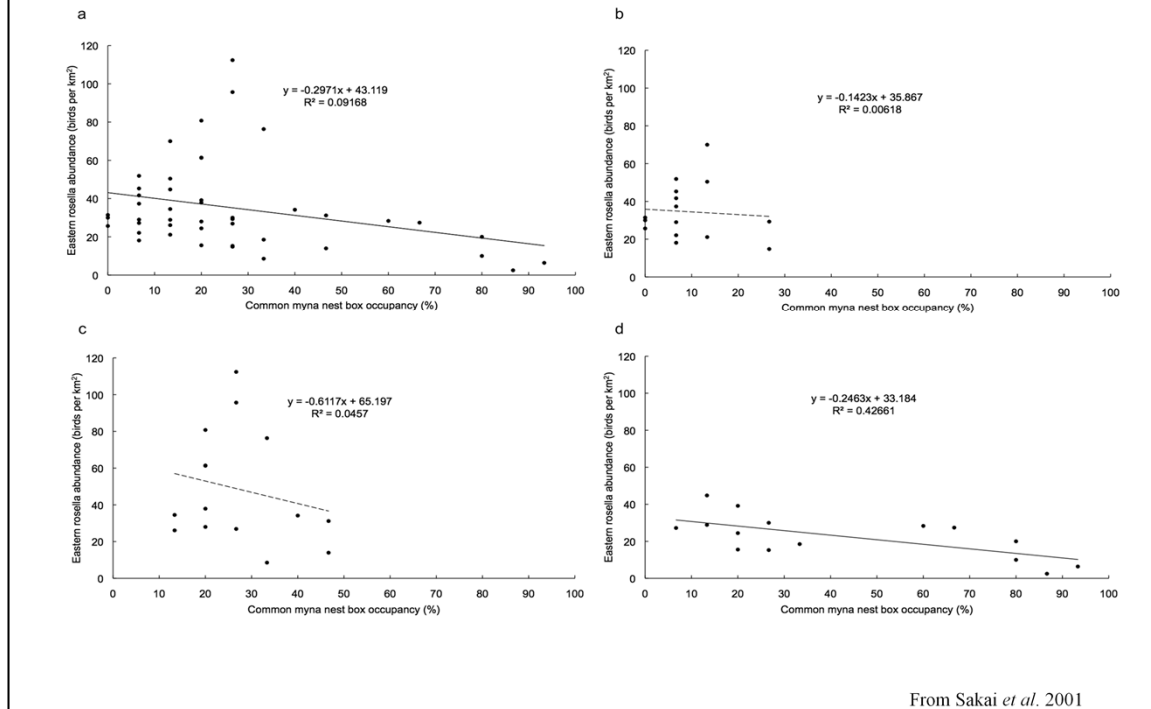 a
Eastern rosella abundance (birds per km²)
120
100
80
60
40
20
0
y = -0.2971x + 43.119
R² = 0.09168
0 10 20 30 40 50 60 70 80 90 100
Common myna nest box occupancy (%)
b
Eastern rosella abundance (birds per km²)
120
100
80
60
40
20
0
y = -0.1423x + 35.867
R² = 0.00618
0 10 20 30 40 50 60 70 80 90 100
Common myna nest box occupancy (%)
c
Eastern rosella abundance (birds per km²)
120
100
80
60
40
20
0
y = -0.6117x + 65.197
R² = 0.0457
0 10 20 30 40 50 60 70 80 90 100
Common myna nest box occupancy (%)
d
Eastern rosella abundance (birds per km²)
120
100
80
60
40
20
0
y = -0.2463x + 33.184
R² = 0.42661
0 10 20 30 40 50 60 70 80 90 100
Common myna nest box occupancy (%)
From Sakai et al. 2001